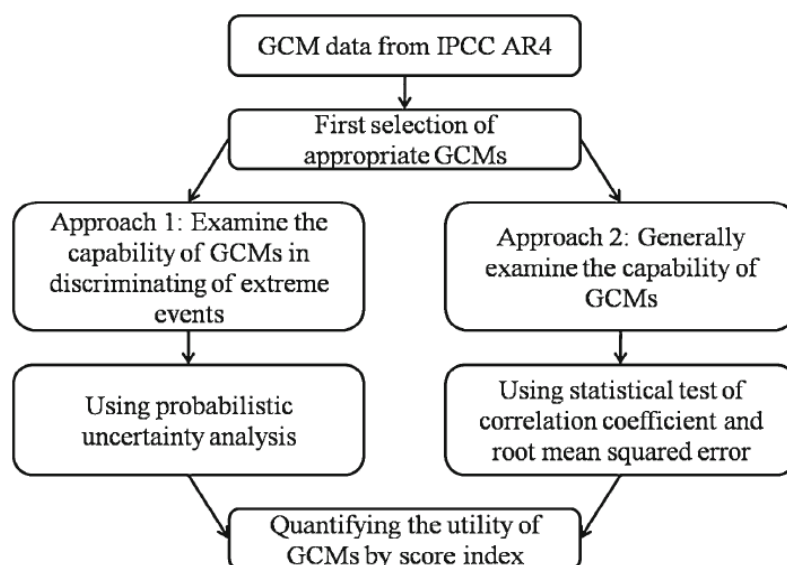 GCM data from IPCC AR4
First selection of
appropriate GCMs
Approach 1: Examine the
capability of GCMs in
discriminating of extreme
events
Approach 2: Generally
examine the capability of
GCMs
Using probabilistic
uncertainty analysis
Using statistical test of
correlation coefficient and
root mean squared error
Quantifying the utility of
GCMs by score index